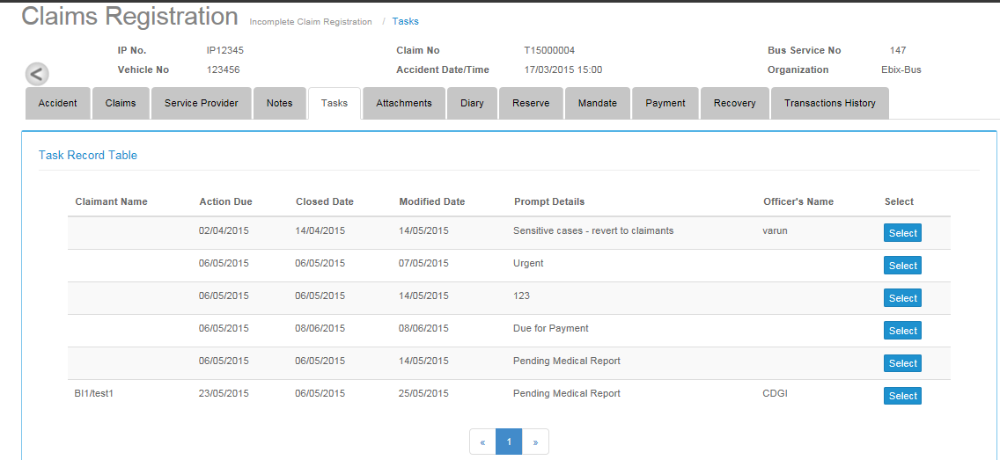 Claims Registration Incomplete Claim Registration / Tasks
IP No. IP12345 Claim No T15000004 Bus Service No 147
Vehicle No 123456 Accident Date/Time 17/03/2015 15:00 Organization Ebix-Bus
Accident Claims Service Provider Notes Tasks Attachments Diary Reserve Mandate Payment Recovery Transactions History
Task Record Table
Claimant Name Action Due Closed Date Modified Date Prompt Details Officer's Name Select
02/04/2015 14/04/2015 14/05/2015 Sensitive cases - revert to claimants varun Select
06/05/2015 06/05/2015 07/05/2015 Urgent Select
06/05/2015 06/05/2015 14/05/2015 123 Select
06/05/2015 08/06/2015 08/06/2015 Due for Payment Select
06/05/2015 06/05/2015 14/05/2015 Pending Medical Report Select
BI1/test1 23/05/2015 06/05/2015 25/05/2015 Pending Medical Report CDGI Select
« 1 »